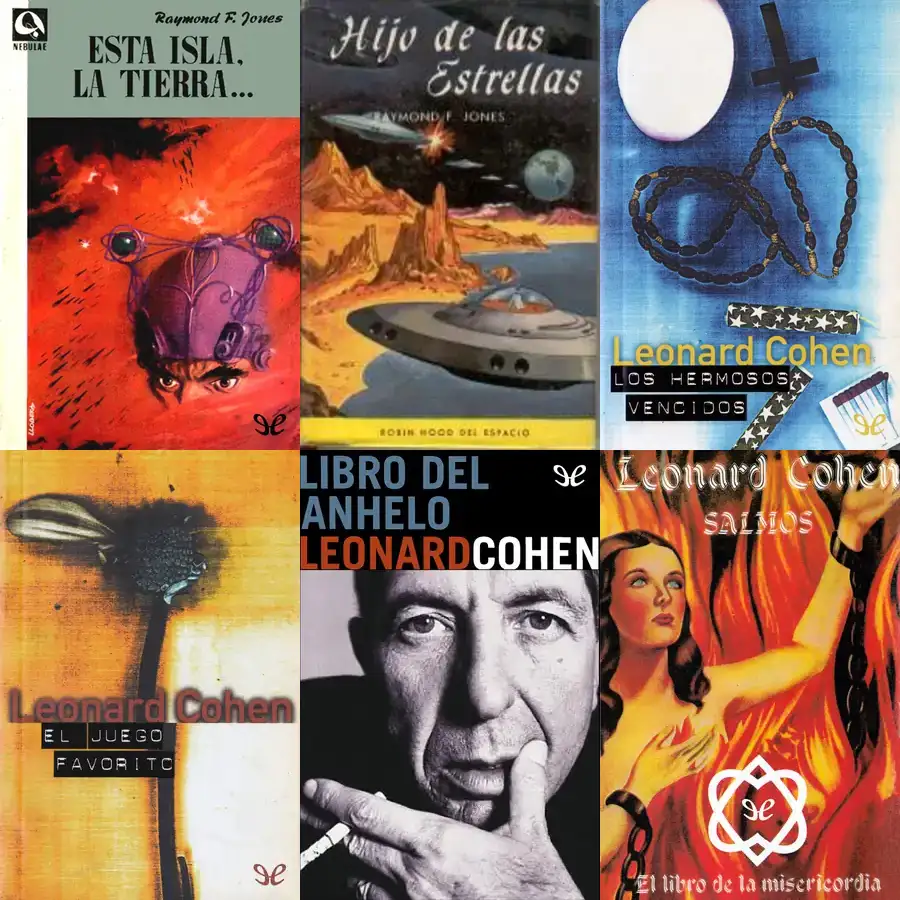 NEBULAE
Raymond F. Jones
ESTA ISLA,
LA TIERRA...
Hijo de las
Estrellas
RAYMOND F. JONES
ROBIN HOOD DEL ESPACIO
Leonard Cohen
LOS HERMOSOS
VENCIDOS
Leonard Cohen
EL JUEGO
FAVORITO
LIBRO DEL
ANHELO
LEONARDCOHEN
Leonard Cohen
SALMOS
El libro de la misericordia